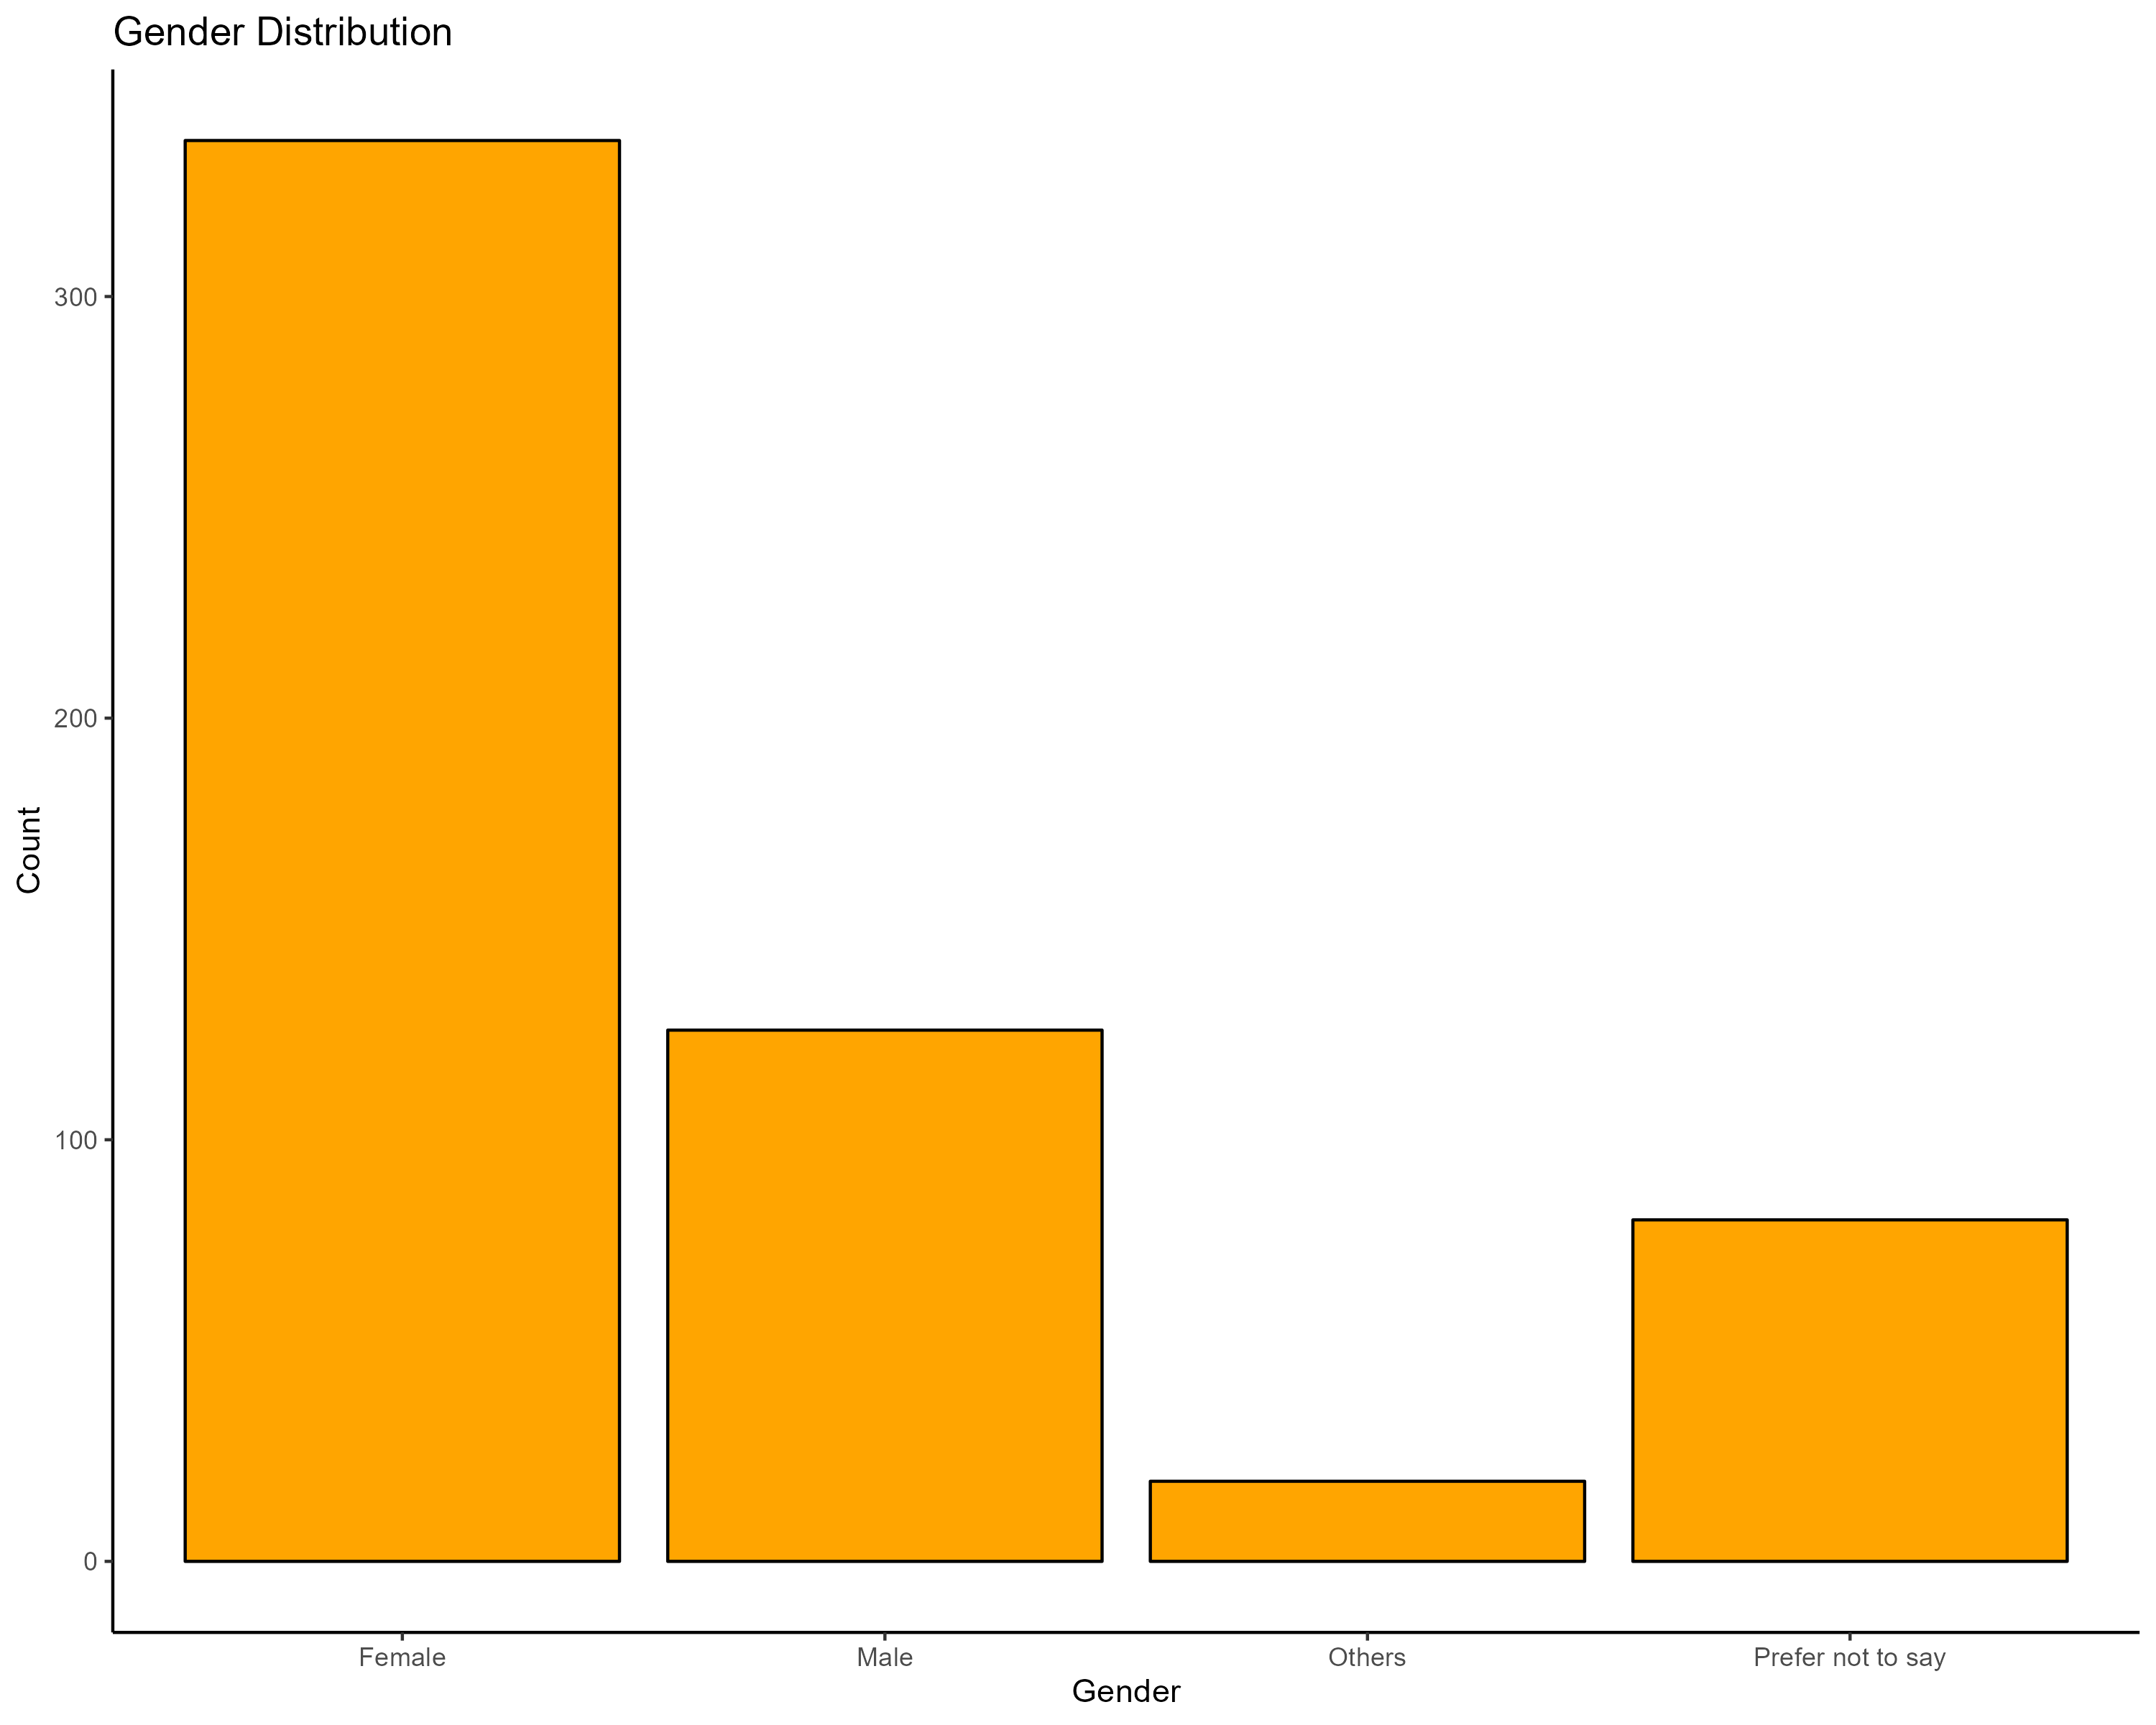 Gender Distribution
300
200
100
0
Count
Female
Male
Others
Prefer not to say
Gender